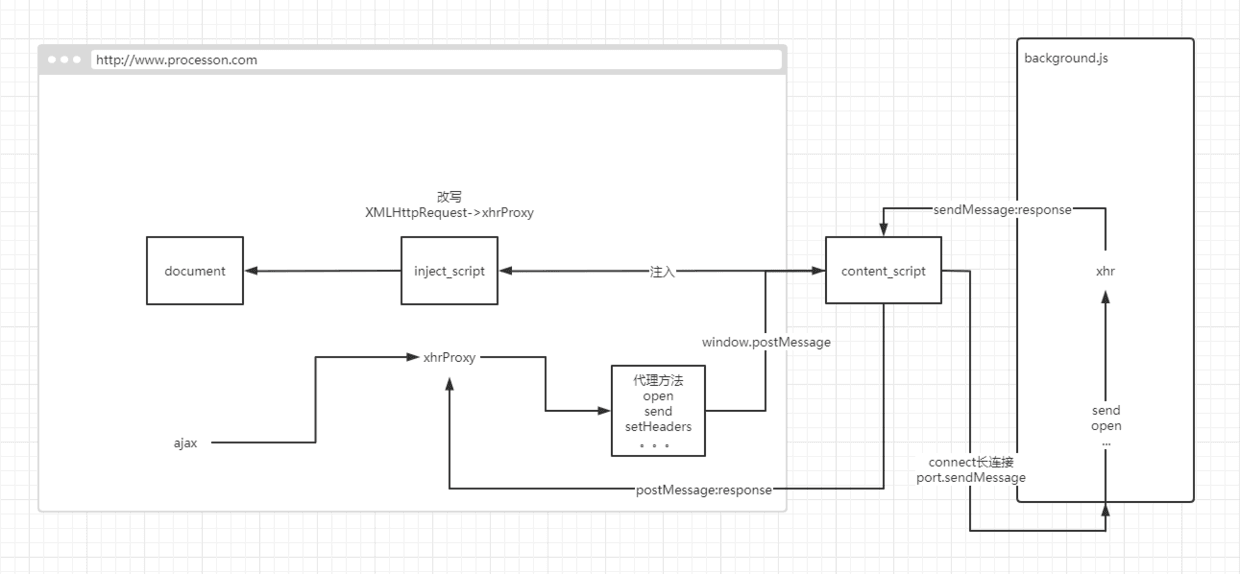 http://www.processon.com
background.js
改写
XMLHttpRequest->xhrProxy
sendMessage:response
document
inject_script
注入
content_script
xhr
window.postMessage
xhrProxy
代理方法
open
send
setHeaders
。。。
ajax
send
open
...
connect长连接
port.sendMessage
postMessage:response